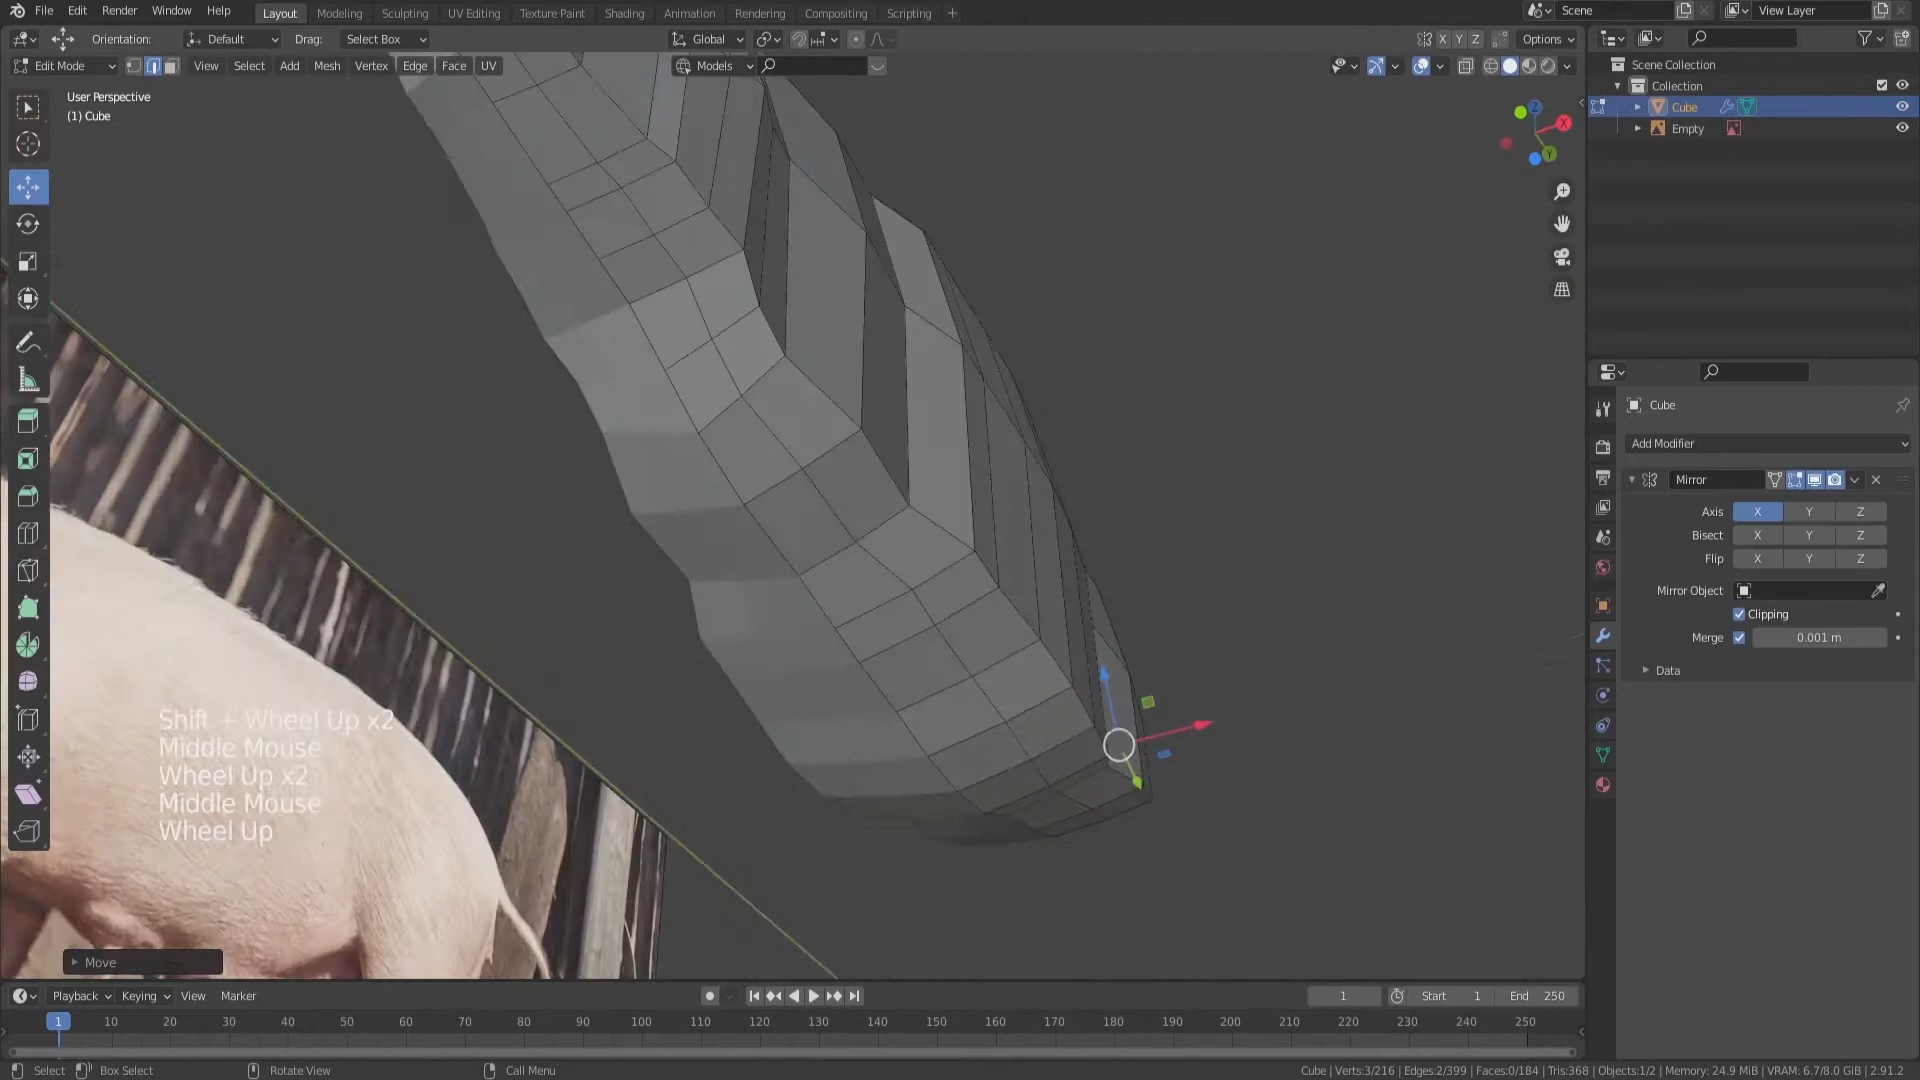 File Edit Render Window Help Layout Modeling Sculpting UV Editing Texture Paint Shading Animation Rendering Compositing Scripting + Scene View Layer
Orientation: Default Drag: Select Box Global X Y Z Options
Edit Mode View Select Add Mesh Vertex Edge Face UV Models
User Perspective
(1) Cube
Scene Collection
Collection
Cube
Empty
X
Y
Z
Cube
Add Modifier
Mirror
Axis X Y Z
Bisect X Y Z
Flip X Y Z
Mirror Object
Clipping
Merge 0.001 m
Data
Shift + Wheel Up x2
Middle Mouse
Wheel Up x2
Middle Mouse
Wheel Up
Move
Playback Keying View Marker 1 Start 1 End 250
1 10 20 30 40 50 60 70 80 90 100 110 120 130 140 150 160 170 180 190 200 210 220 230 240 250
Select Box Select Rotate View Call Menu Cube | Verts:3/216 | Edges:2/399 | Faces:0/184 | Tris:368 | Objects:1/2 | Memory: 24.9 MiB | VRAM: 6.7/8.0 GiB | 2.91.2